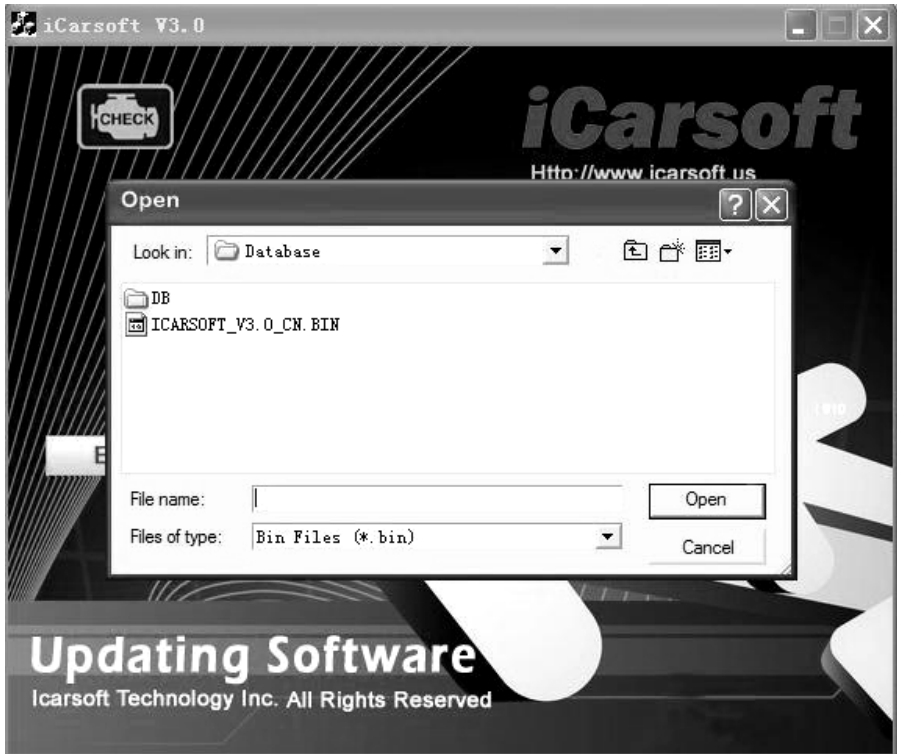 iCarsoft V3.0
CHECK
iCarsoft
Http://www.icarsoft.us
Open
Look in: Database
DB
ICARSOFT_V3.0_CN.BIN
File name:
Open
Files of type: Bin Files (*.bin)
Cancel
Updating Software
Icarsoft Technology Inc. All Rights Reserved